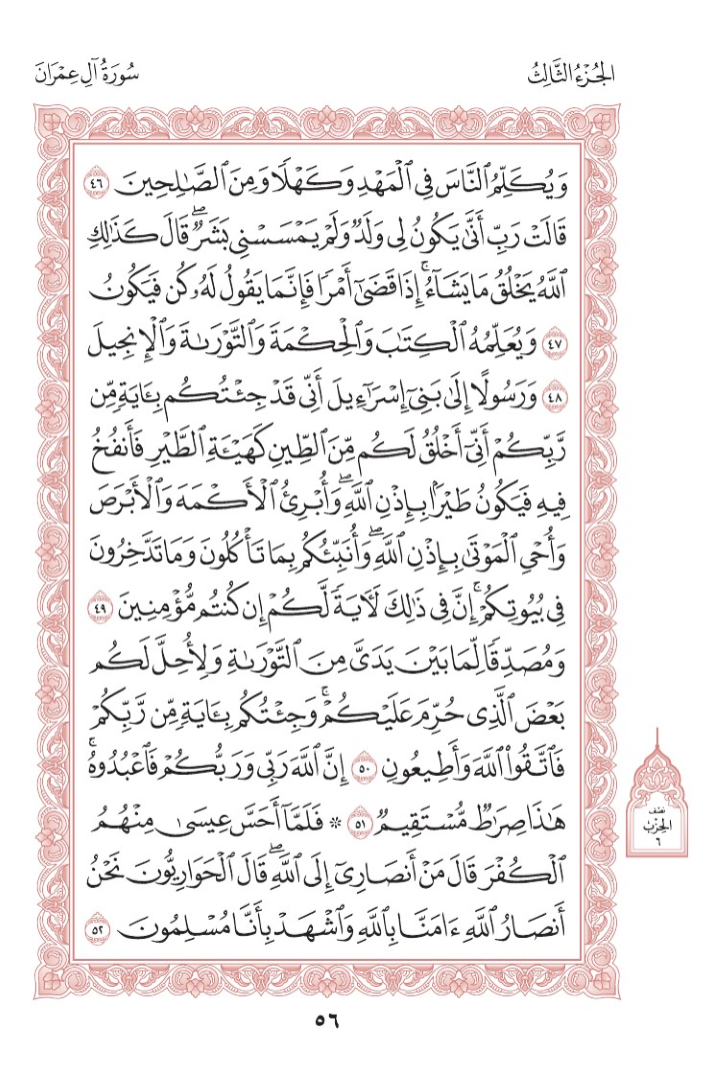 الجُزْءُ الثَّالِثُ
سُورَةُ آلِ عِمْرَانَ
وَيُكَلِّمُ ٱلنَّاسَ فِي ٱلْمَهْدِ وَكَهْلًا وَمِنَ ٱلصَّٰلِحِينَ ٤٦
قَالَتْ رَبِّ أَنَّىٰ يَكُونُ لِي وَلَدٌ وَلَمْ يَمْسَسْنِي بَشَرٌۖ قَالَ كَذَٰلِكِ
ٱللَّهُ يَخْلُقُ مَا يَشَآءُۚ إِذَا قَضَىٰٓ أَمْرًا فَإِنَّمَا يَقُولُ لَهُۥ كُن فَيَكُونُ
٤٧ وَيُعَلِّمُهُ ٱلْكِتَٰبَ وَٱلْحِكْمَةَ وَٱلتَّوْرَىٰةَ وَٱلْإِنجِيلَ
٤٨ وَرَسُولًا إِلَىٰ بَنِيٓ إِسْرَٰٓءِيلَ أَنِّي قَدْ جِئْتُكُم بِـَٔايَةٍ مِّن
رَّبِّكُمْ أَنِّيٓ أَخْلُقُ لَكُم مِّنَ ٱلطِّينِ كَهَيْـَٔةِ ٱلطَّيْرِ فَأَنفُخُ
فِيهِ فَيَكُونُ طَيْرًۢا بِإِذْنِ ٱللَّهِۖ وَأُبْرِئُ ٱلْأَكْمَهَ وَٱلْأَبْرَصَ
وَأُحْيِ ٱلْمَوْتَىٰ بِإِذْنِ ٱللَّهِۖ وَأُنَبِّئُكُم بِمَا تَأْكُلُونَ وَمَا تَدَّخِرُونَ
فِي بُيُوتِكُمْۚ إِنَّ فِي ذَٰلِكَ لَـَٔايَةً لَّكُمْ إِن كُنتُم مُّؤْمِنِينَ ٤٩
وَمُصَدِّقًا لِّمَا بَيْنَ يَدَيَّ مِنَ ٱلتَّوْرَىٰةِ وَلِأُحِلَّ لَكُم
بَعْضَ ٱلَّذِي حُرِّمَ عَلَيْكُمْۚ وَجِئْتُكُم بِـَٔايَةٍ مِّن رَّبِّكُمْ
فَٱتَّقُوا۟ ٱللَّهَ وَأَطِيعُونِ ٥٠ إِنَّ ٱللَّهَ رَبِّي وَرَبُّكُمْ فَٱعْبُدُوهُۚ
هَٰذَا صِرَٰطٌ مُّسْتَقِيمٌ ٥١ ۞ فَلَمَّآ أَحَسَّ عِيسَىٰ مِنْهُمُ
ٱلْكُفْرَ قَالَ مَنْ أَنصَارِيٓ إِلَى ٱللَّهِۖ قَالَ ٱلْحَوَارِيُّونَ نَحْنُ
أَنصَارُ ٱللَّهِ ءَامَنَّا بِٱللَّهِ وَٱشْهَدْ بِأَنَّا مُسْلِمُونَ ٥٢
نصف
الحِزْب
٦
٥٦